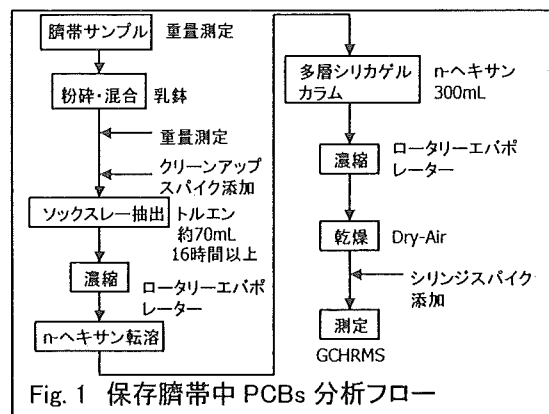 臍帯サンプル 重量測定
粉砕・混合 乳鉢
重量測定
クリーンアップ
スパイク添加
ソックスレー抽出 トルエン
約70mL
16時間以上
濃縮 ロータリーエバポ
レーター
n-ヘキサン転溶
多層シリカゲル
カラム
n-ヘキサン
300mL
濃縮 ロータリーエバポ
レーター
乾燥 Dry-Air
シリンジスパイク
添加
測定
GCHRMS
Fig. 1 保存臍帯中 PCBs 分析フロー